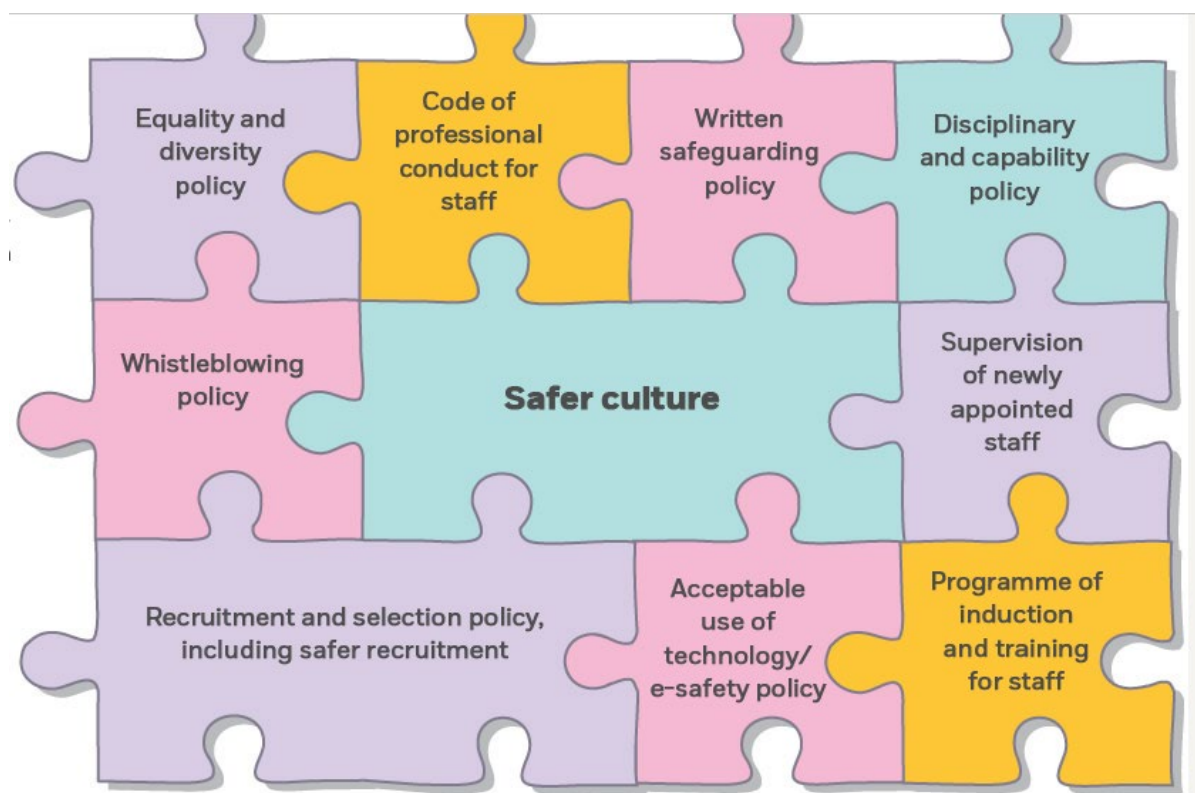 Equality and
diversity
policy
Code of
professional
conduct for
staff
Written
safeguarding
policy
Disciplinary
and capability
policy
Whistleblowing
policy
Safer culture
Supervision
of newly
appointed
staff
Recruitment and selection policy,
including safer recruitment
Acceptable
use of
technology/
e-safety policy
Programme of
induction
and training
for staff